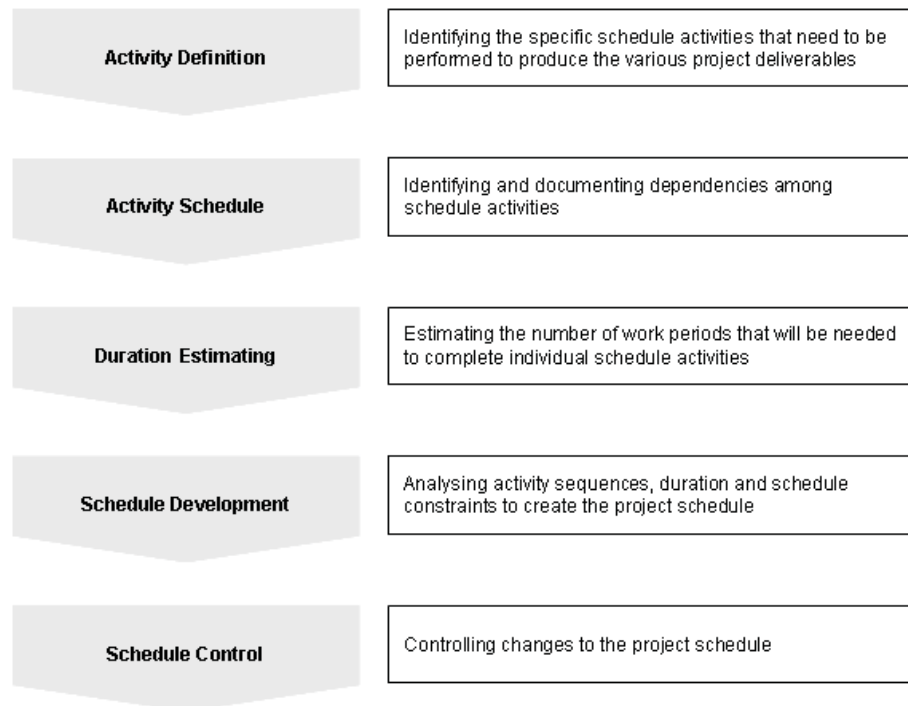 Activity Definition
Identifying the specific schedule activities that need to be
performed to produce the various project deliverables
Activity Schedule
Identifying and documenting dependencies among
schedule activities
Duration Estimating
Estimating the number of work periods that will be needed
to complete individual schedule activities
Schedule Development
Analysing activity sequences, duration and schedule
constraints to create the project schedule
Schedule Control
Controlling changes to the project schedule